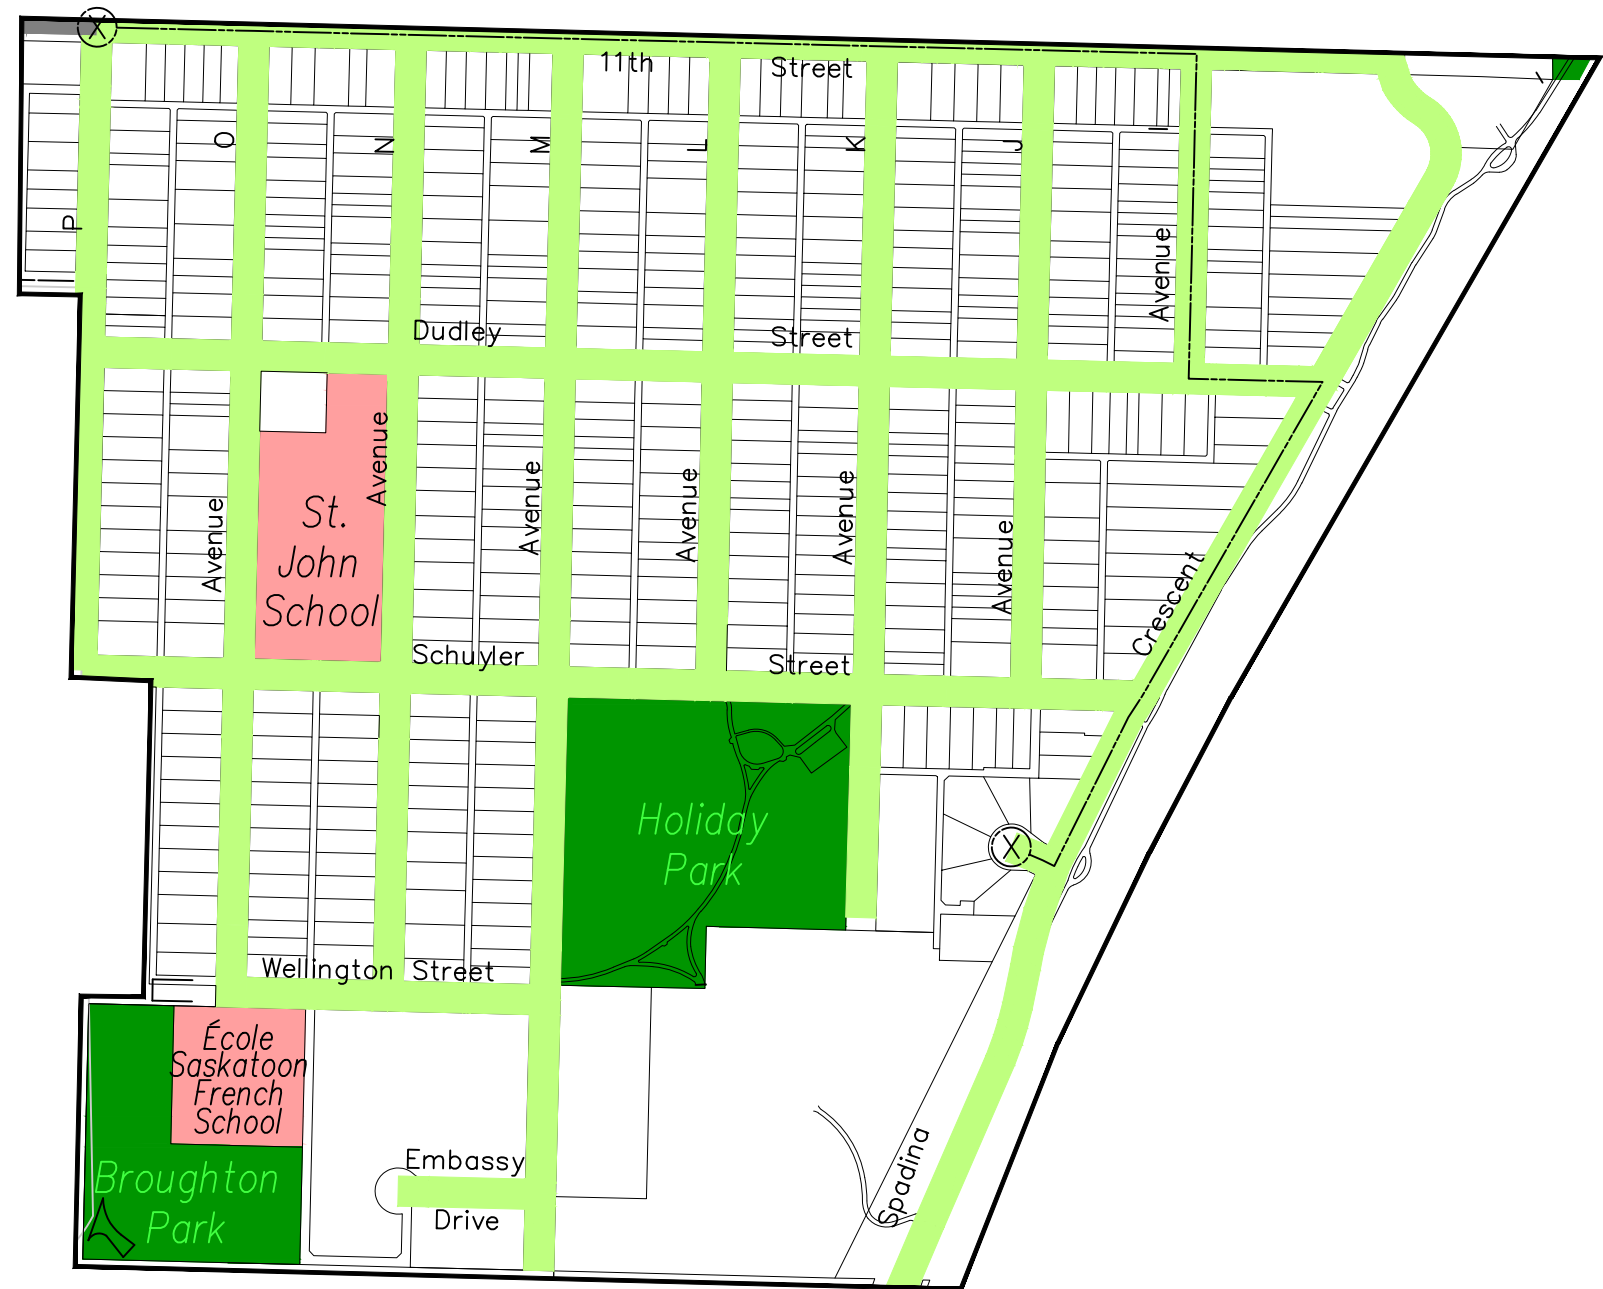 X
11th Street
O
N
M
L
K
J
I
P
Avenue
Dudley Street
Avenue
Avenue
Avenue
Avenue
Avenue
Avenue
St.
John
School
Crescent
Schuyler Street
Holiday
Park
X
Wellington Street
École
Saskatoon
French
School
Broughton
Park
Embassy
Drive
Spadina